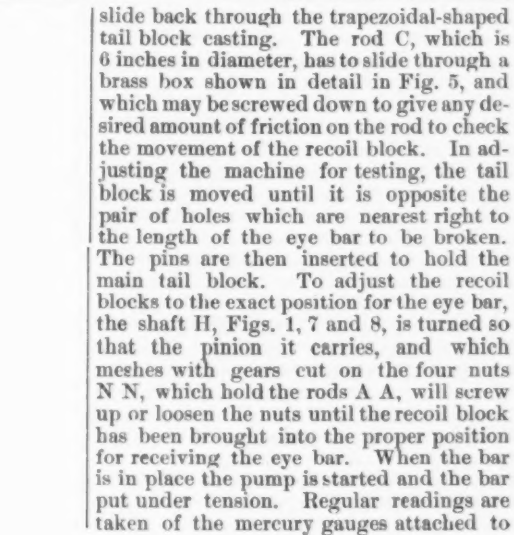 slide back through the trapezoidal-shaped
tail block casting. The rod C, which is
6 inches in diameter, has to slide through a
brass box shown in detail in Fig. 5, and
which may be screwed down to give any de-
sired amount of friction on the rod to check
the movement of the recoil block. In ad-
justing the machine for testing, the tail
block is moved until it is opposite the
pair of holes which are nearest right to
the length of the eye bar to be broken.
The pins are then inserted to hold the
main tail block. To adjust the recoil
blocks to the exact position for the eye bar,
the shaft H, Figs. 1, 7 and 8, is turned so
that the pinion it carries, and which
meshes with gears cut on the four nuts
N N, which hold the rods A A, will screw
up or loosen the nuts until the recoil block
has been brought into the proper position
for receiving the eye bar. When the bar
is in place the pump is started and the bar
put under tension. Regular readings are
taken of the mercury gauges attached to